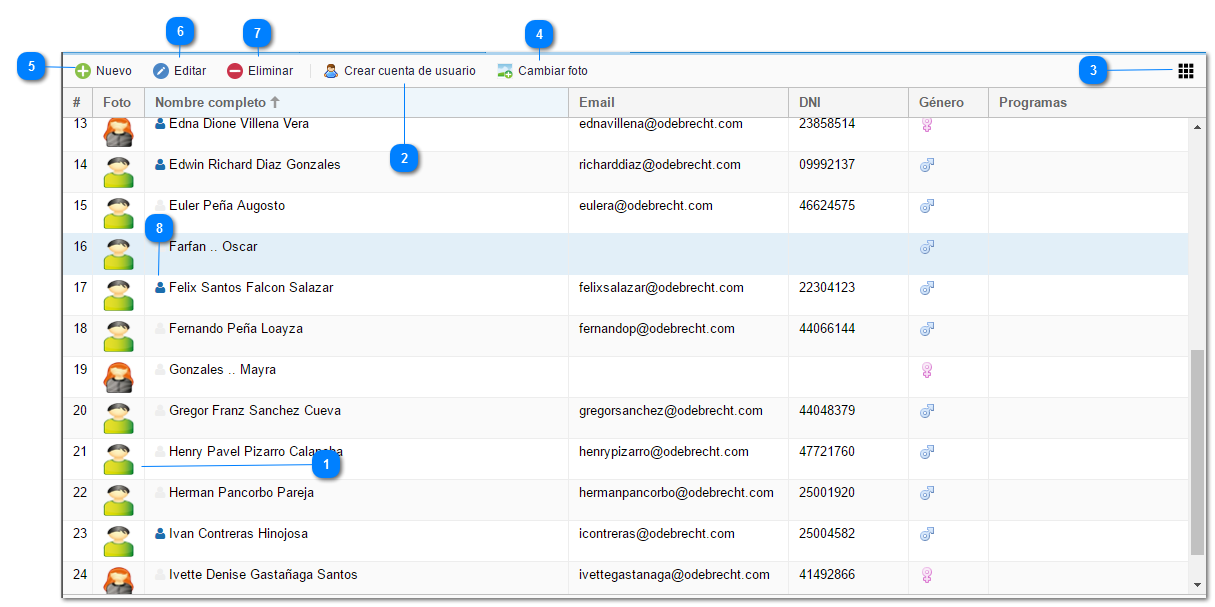 6 7 4
5 Nuevo Editar Eliminar Crear cuenta de usuario Cambiar foto 3
# Foto Nombre completo Email DNI Género Programas
13 Edna Dione Villena Vera ednavillena@odebrecht.com 23858514
2
14 Edwin Richard Diaz Gonzales richarddiaz@odebrecht.com 09992137
15 Euler Peña Augosto eulera@odebrecht.com 46624575
8
16 Farfan .. Oscar
17 Felix Santos Falcon Salazar felixsalazar@odebrecht.com 22304123
18 Fernando Peña Loayza fernandop@odebrecht.com 44066144
19 Gonzales .. Mayra
20 Gregor Franz Sanchez Cueva gregorsanchez@odebrecht.com 44048379
21 Henry Pavel Pizarro henrypizarro@odebrecht.com 47721760
1
22 Herman Pancorbo Pareja hermanpancorbo@odebrecht.com 25001920
23 Ivan Contreras Hinojosa icontreras@odebrecht.com 25004582
24 Ivette Denise Gastañaga Santos ivettegastanaga@odebrecht.com 41492866